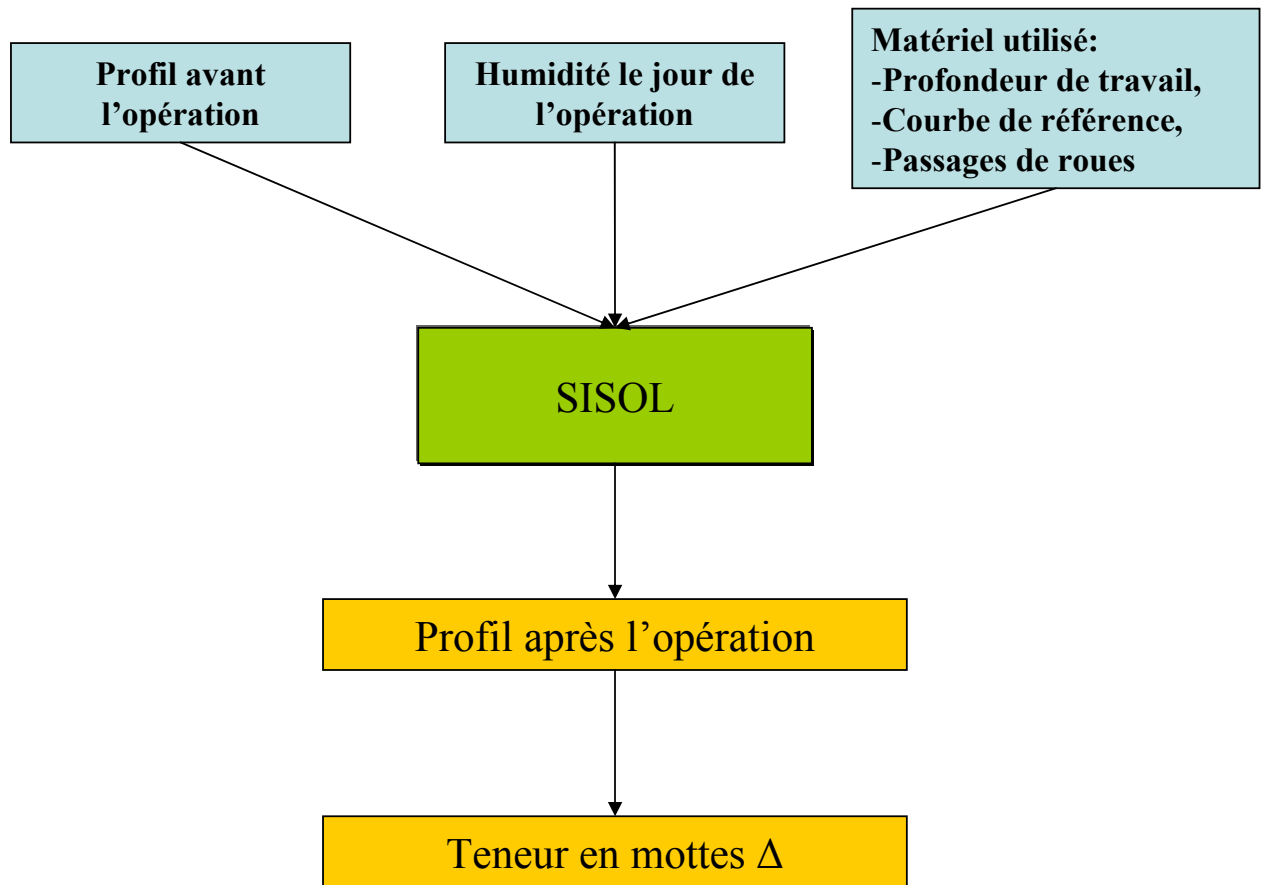 Profil avant
l’opération
Humidité le jour de
l’opération
Matériel utilisé:
-Profondeur de travail,
-Courbe de référence,
-Passages de roues
SISOL
Profil après l’opération
Teneur en mottes Δ